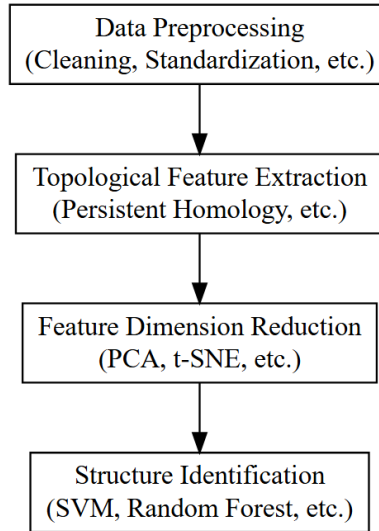 Data Preprocessing
(Cleaning, Standardization, etc.)
Topological Feature Extraction
(Persistent Homology, etc.)
Feature Dimension Reduction
(PCA, t-SNE, etc.)
Structure Identification
(SVM, Random Forest, etc.)